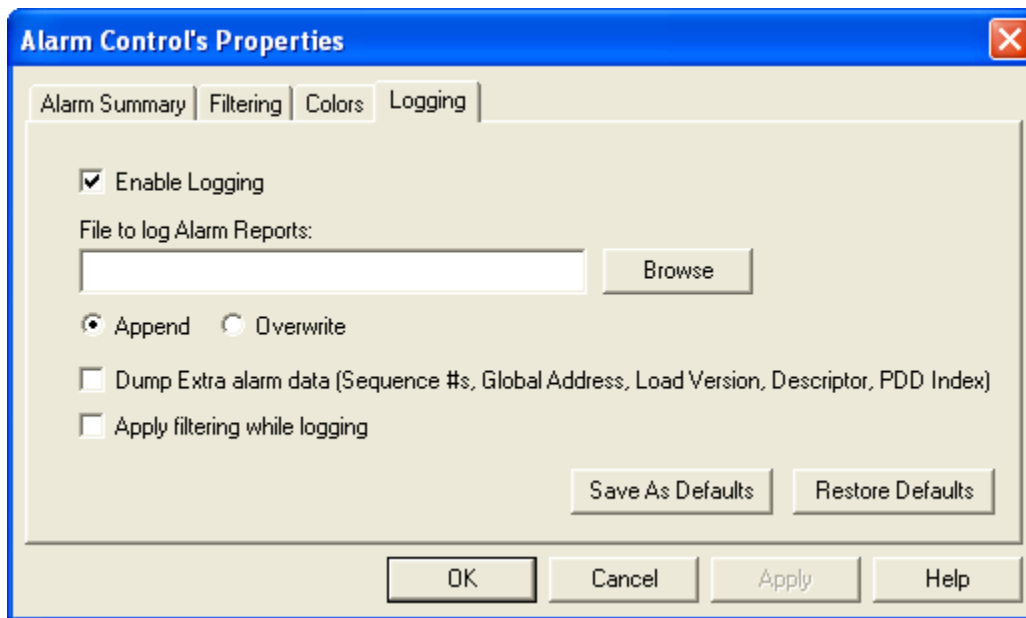 Alarm Control's Properties
Alarm Summary Filtering Colors Logging
Enable Logging
File to log Alarm Reports:
Browse
Append Overwrite
Dump Extra alarm data (Sequence #s, Global Address, Load Version, Descriptor, PDD Index)
Apply filtering while logging
Save As Defaults Restore Defaults
OK Cancel Apply Help